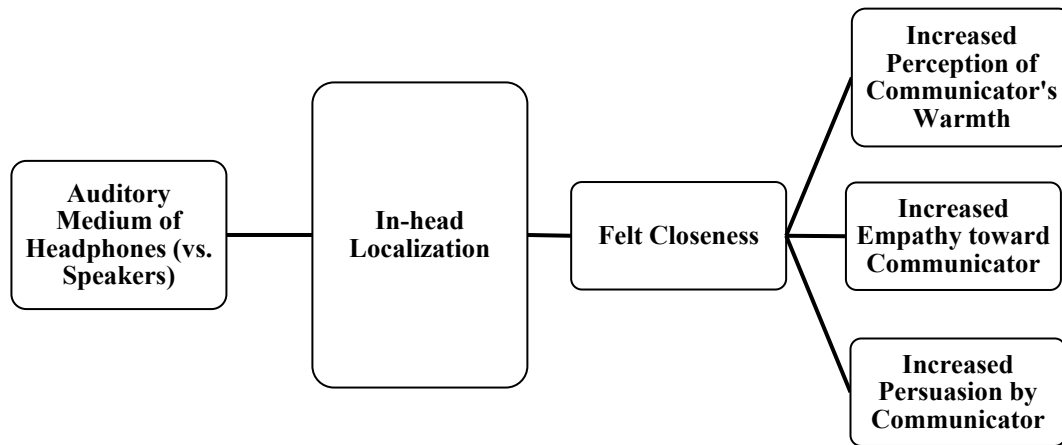 Auditory
Medium of
Headphones (vs.
Speakers)
In-head
Localization
Felt Closeness
Increased
Perception of
Communicator's
Warmth
Increased
Empathy toward
Communicator
Increased
Persuasion by
Communicator